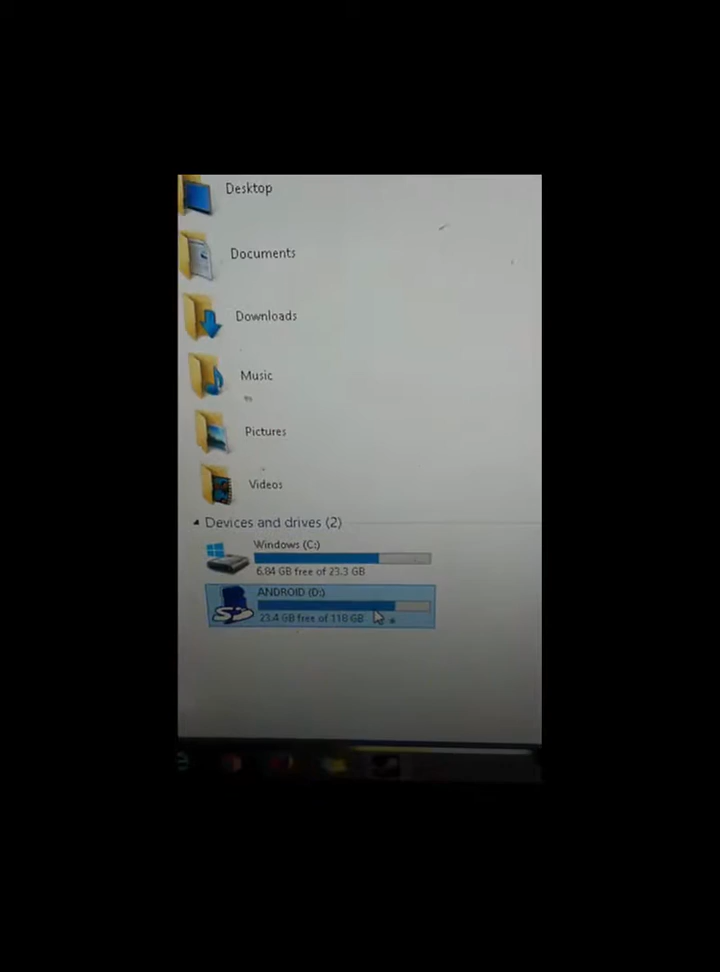 Desktop
Documents
Downloads
Music
Pictures
Videos
Devices and drives (2)
Windows (C:)
6.84 GB free of 23.3 GB
ANDROID (D:)
23.4 GB free of 118 GB